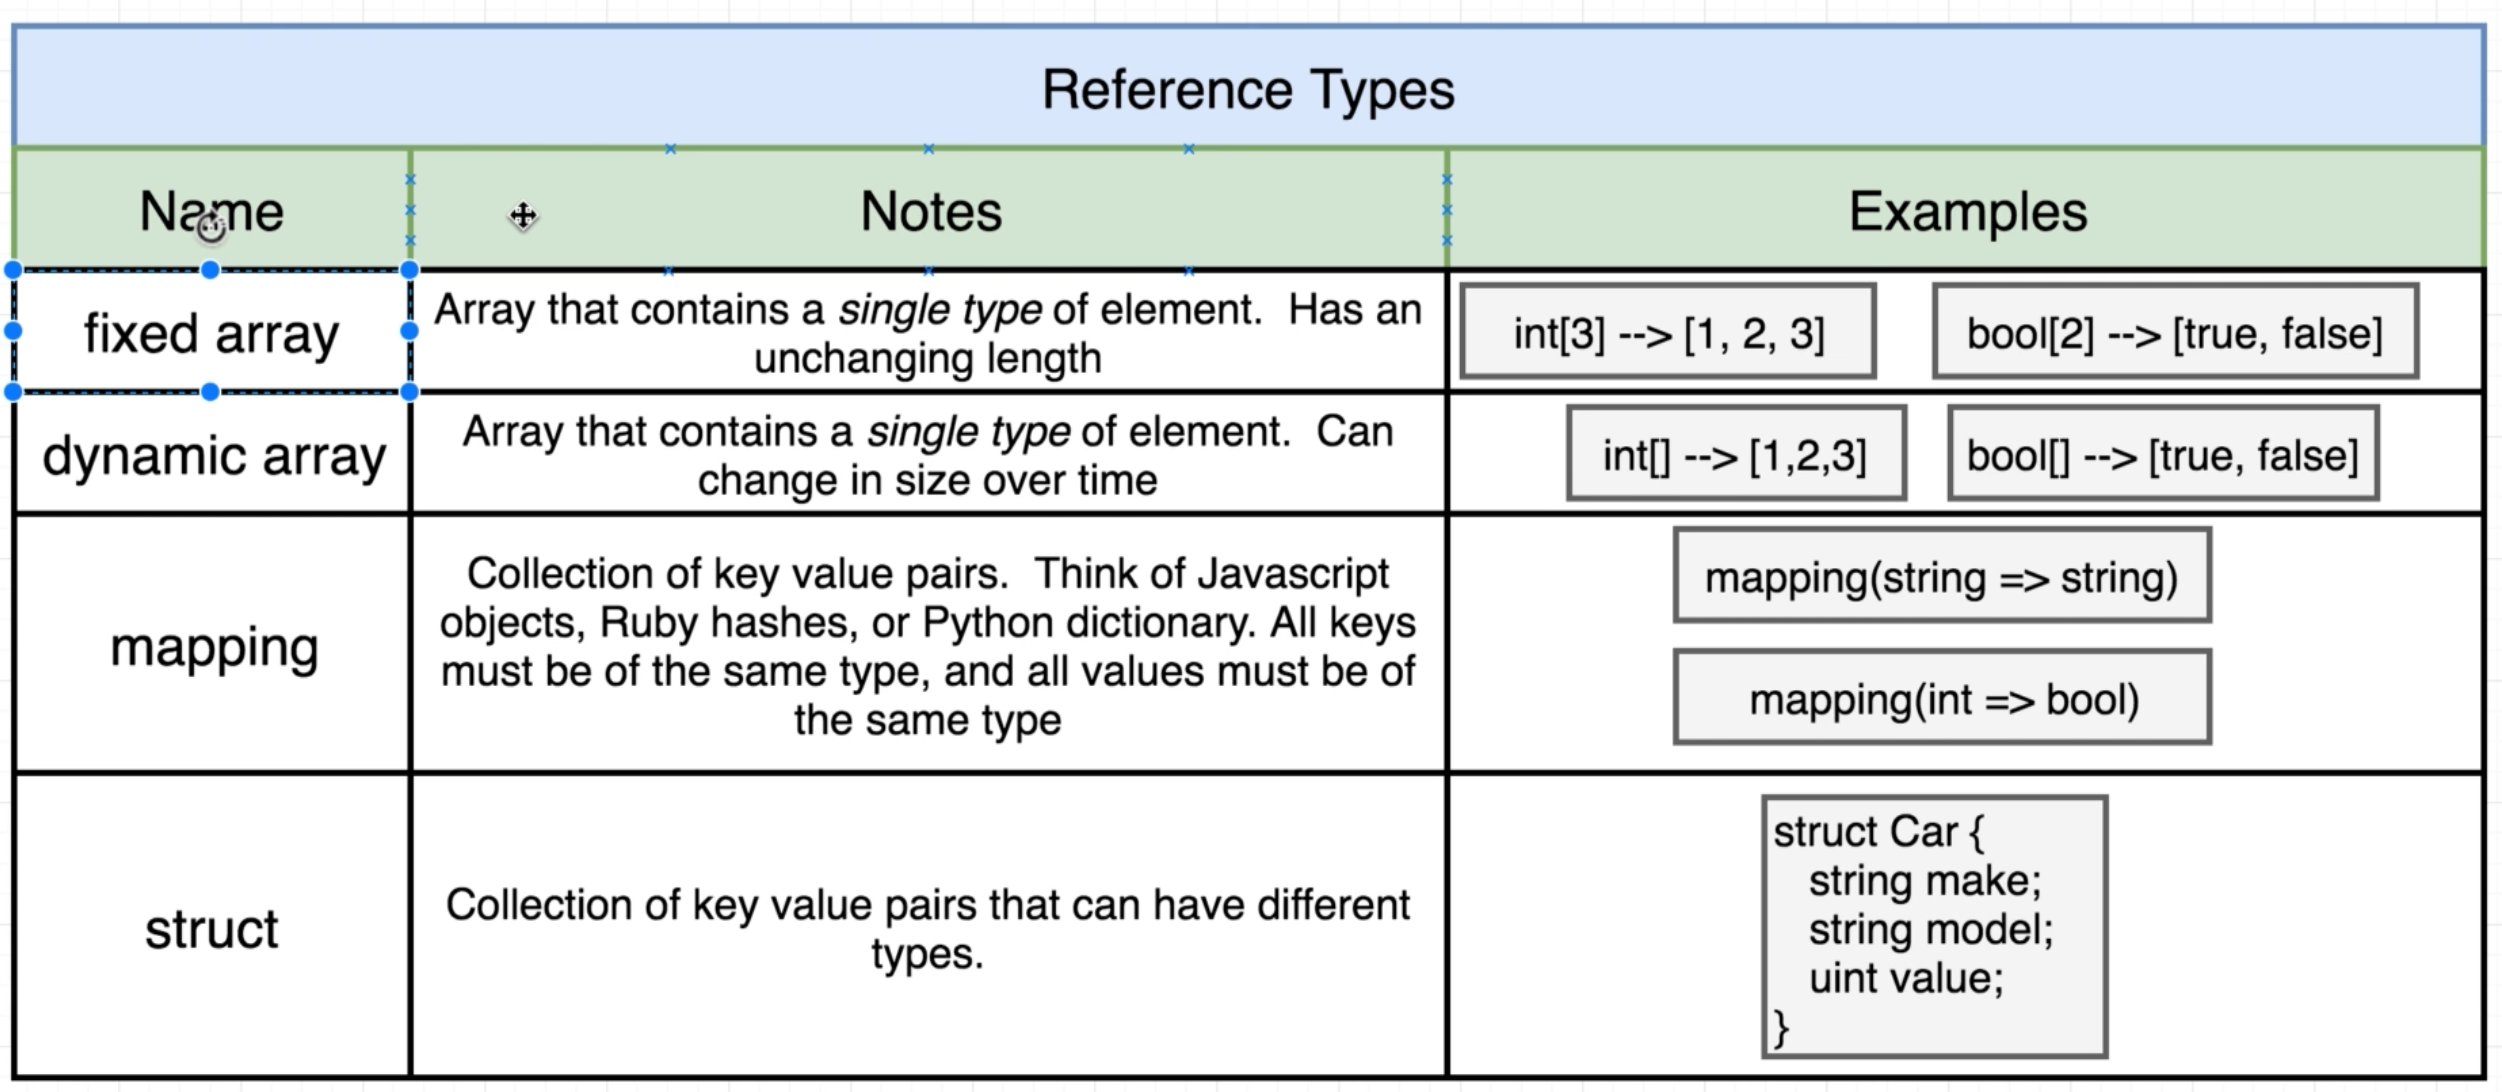 Reference Types
Name
Notes
Examples
fixed array
Array that contains a single type of element.  Has an
unchanging length
int[3] --> [1, 2, 3]
bool[2] --> [true, false]
dynamic array
Array that contains a single type of element.  Can
change in size over time
int[] --> [1,2,3]
bool[] --> [true, false]
mapping
Collection of key value pairs.  Think of Javascript
objects, Ruby hashes, or Python dictionary. All keys
must be of the same type, and all values must be of
the same type
mapping(string => string)
mapping(int => bool)
struct
Collection of key value pairs that can have different
types.
struct Car {
   string make;
   string model;
   uint value;
}